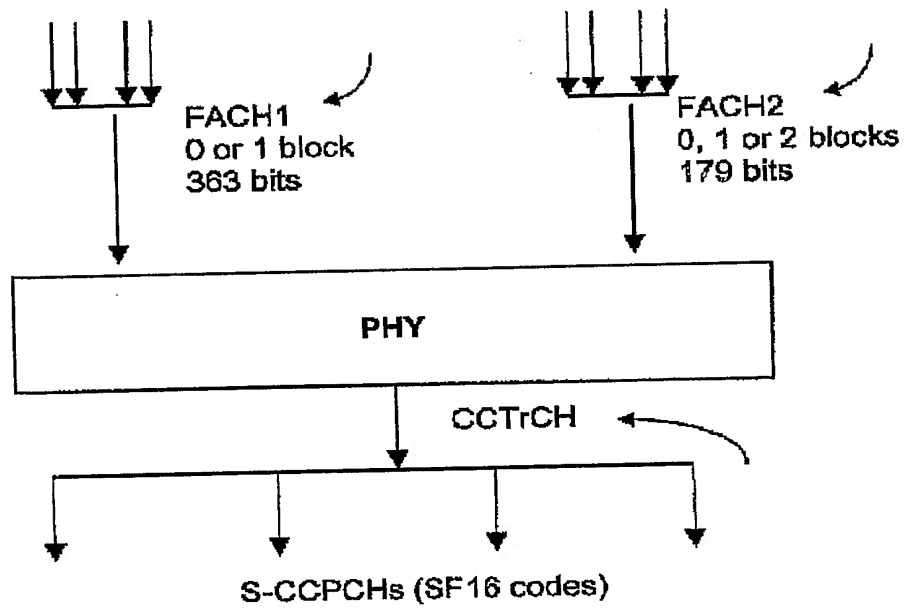 FACH1
0 or 1 block
363 bits
FACH2
0, 1 or 2 blocks
179 bits
PHY
CCTrCH
S-CCPCHs (SF16 codes)